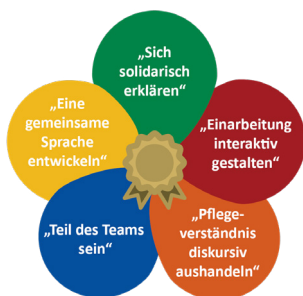 „Sich
solidarisch
erklären“
„Einarbeitung
interaktiv
gestalten“
„Pflege-
verständnis
diskursiv
aushandeln“
„Teil des Teams
sein“
„Eine
gemeinsame
Sprache
entwickeln“